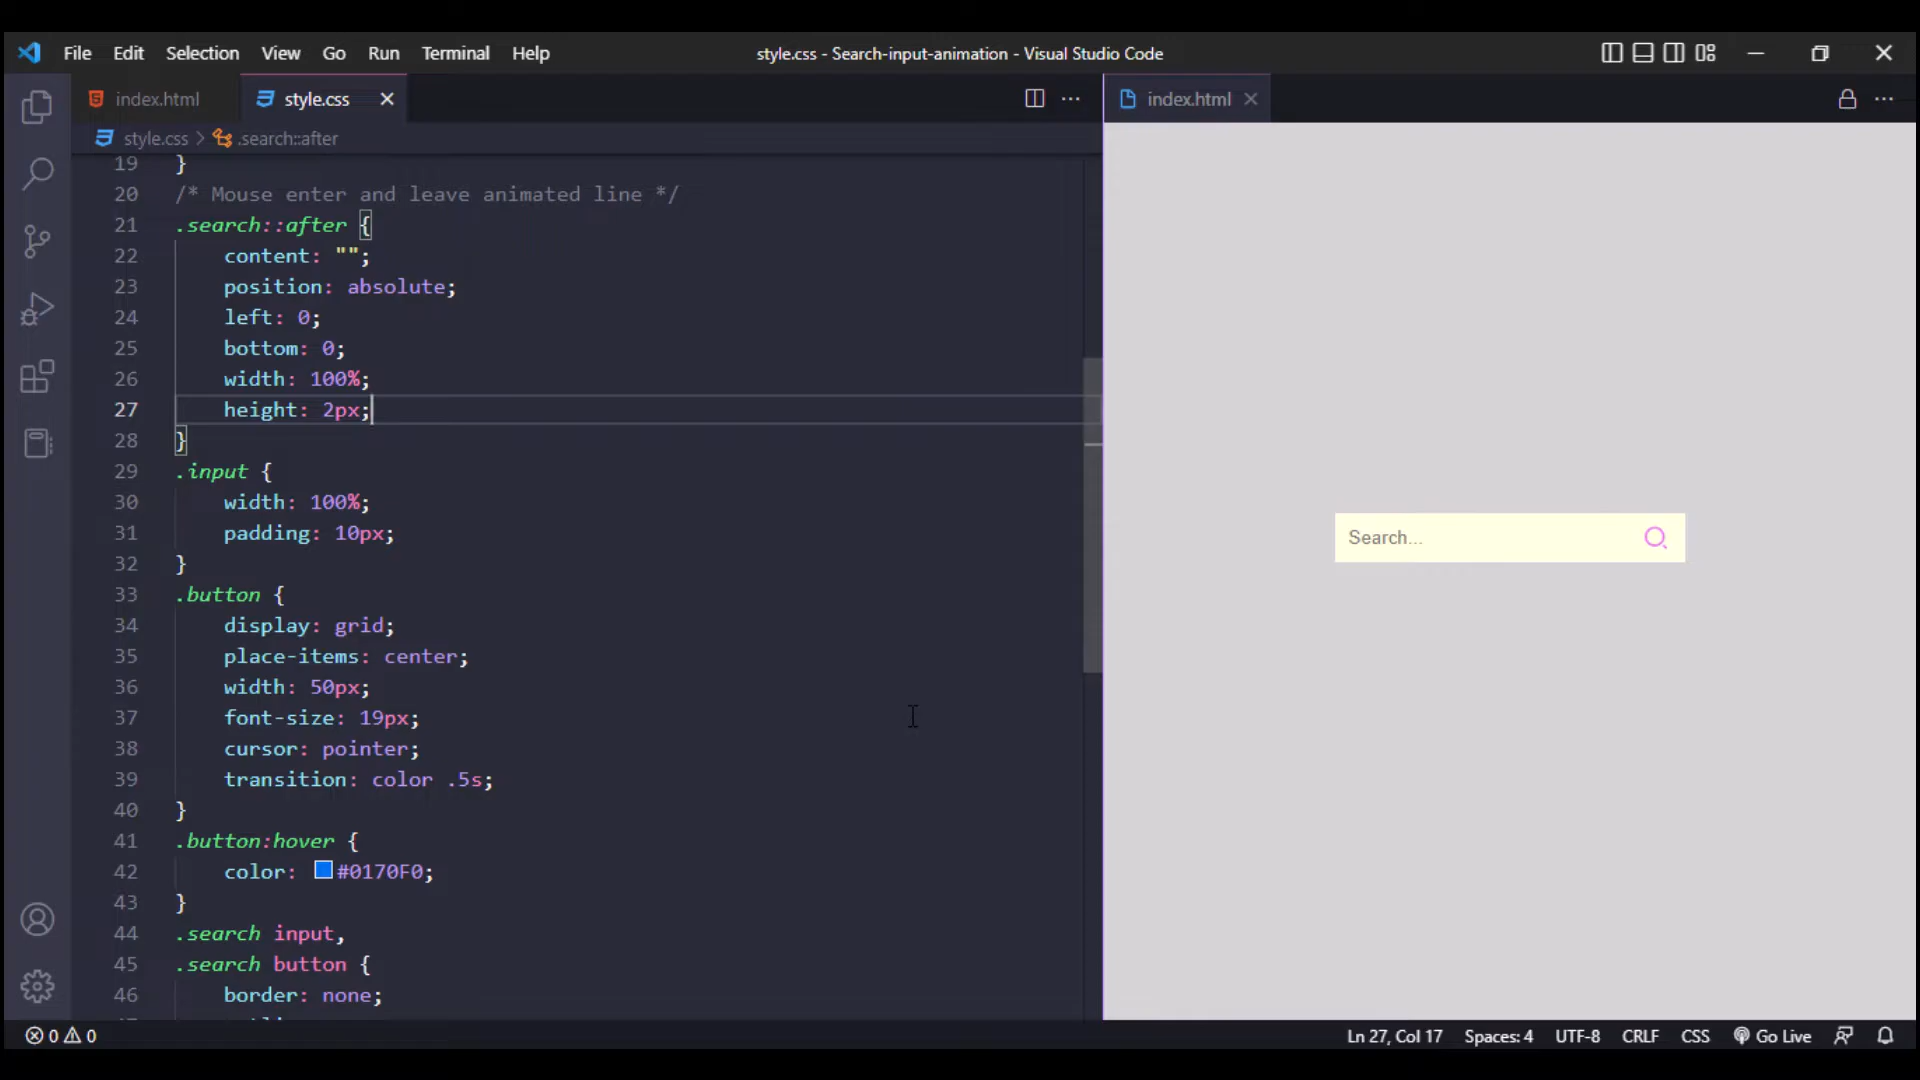 File Edit Selection View Go Run Terminal Help
style.css - Search-input-animation - Visual Studio Code
index.html
style.css
index.html
style.css > .search::after
19 }
20 /* Mouse enter and leave animated line */
21 .search::after {
22 content: "";
23 position: absolute;
24 left: 0;
25 bottom: 0;
26 width: 100%;
27 height: 2px;
28 }
29 .input {
30 width: 100%;
31 padding: 10px;
32 }
33 .button {
34 display: grid;
35 place-items: center;
36 width: 50px;
37 font-size: 19px;
38 cursor: pointer;
39 transition: color .5s;
40 }
41 .button:hover {
42 color: #0170F0;
43 }
44 .search input,
45 .search button {
46 border: none;
Search...
0 0
Ln 27, Col 17 Spaces: 4 UTF-8 CRLF CSS Go Live